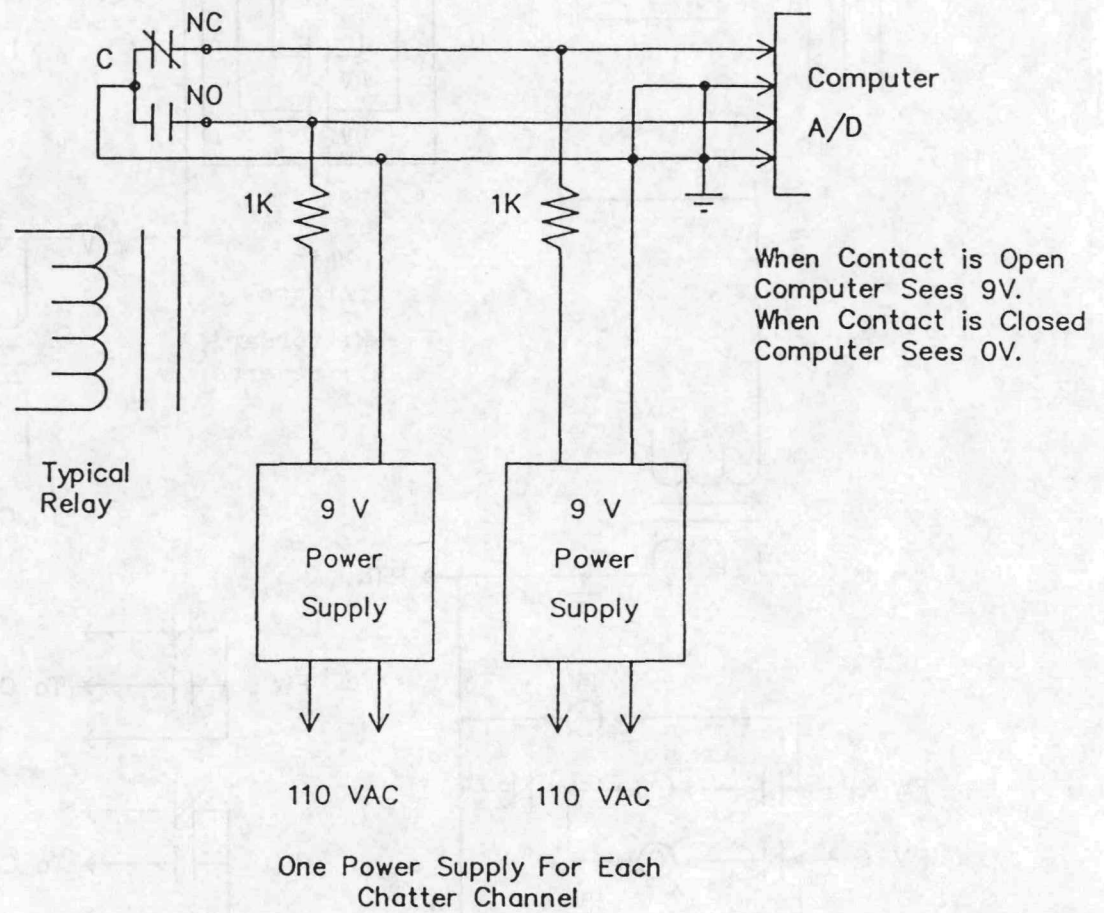 NC
C
NO
Computer
A/D
1K
1K
When Contact is Open
Computer Sees 9V.
When Contact is Closed
Computer Sees 0V.
Typical
Relay
9 V
Power
Supply
9 V
Power
Supply
110 VAC
110 VAC
One Power Supply For Each
Chatter Channel